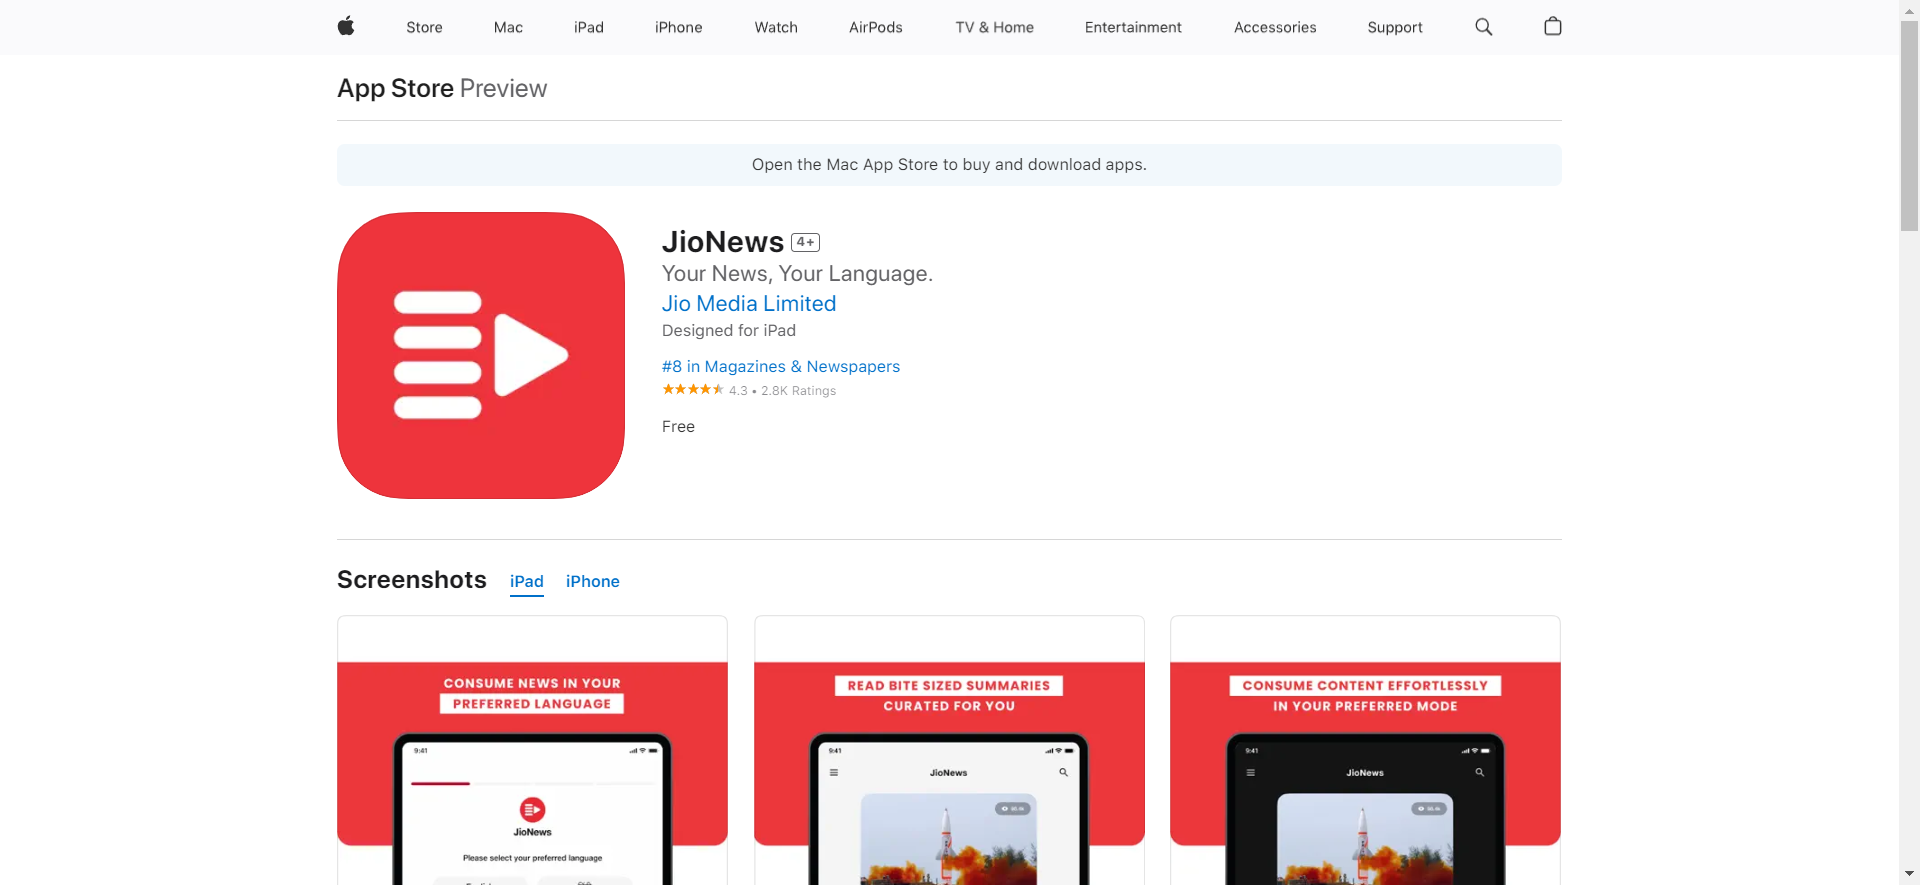 Store Mac iPad iPhone Watch AirPods TV & Home Entertainment Accessories Support
App Store Preview
Open the Mac App Store to buy and download apps.
JioNews 4+
Your News, Your Language.
Jio Media Limited
Designed for iPad
#8 in Magazines & Newspapers
4.3 • 2.8K Ratings
Free
Screenshots iPad iPhone
CONSUME NEWS IN YOUR
PREFERRED LANGUAGE
9:41
JioNews
Please select your preferred language
READ BITE SIZED SUMMARIES
CURATED FOR YOU
9:41
JioNews
CONSUME CONTENT EFFORTLESSLY
IN YOUR PREFERRED MODE
9:41
JioNews